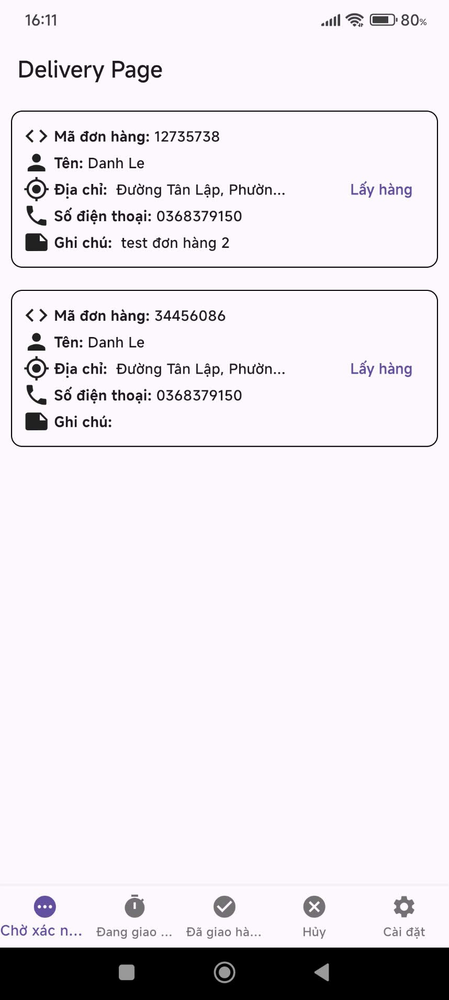 16:11
80%
Delivery Page
Mã đơn hàng: 12735738
Tên: Danh Le
Địa chỉ: Đường Tân Lập, Phườn...
Lấy hàng
Số điện thoại: 0368379150
Ghi chú: test đơn hàng 2
Mã đơn hàng: 34456086
Tên: Danh Le
Địa chỉ: Đường Tân Lập, Phườn...
Lấy hàng
Số điện thoại: 0368379150
Ghi chú:
Chờ xác n...
Đang giao ...
Đã giao hà...
Hủy
Cài đặt